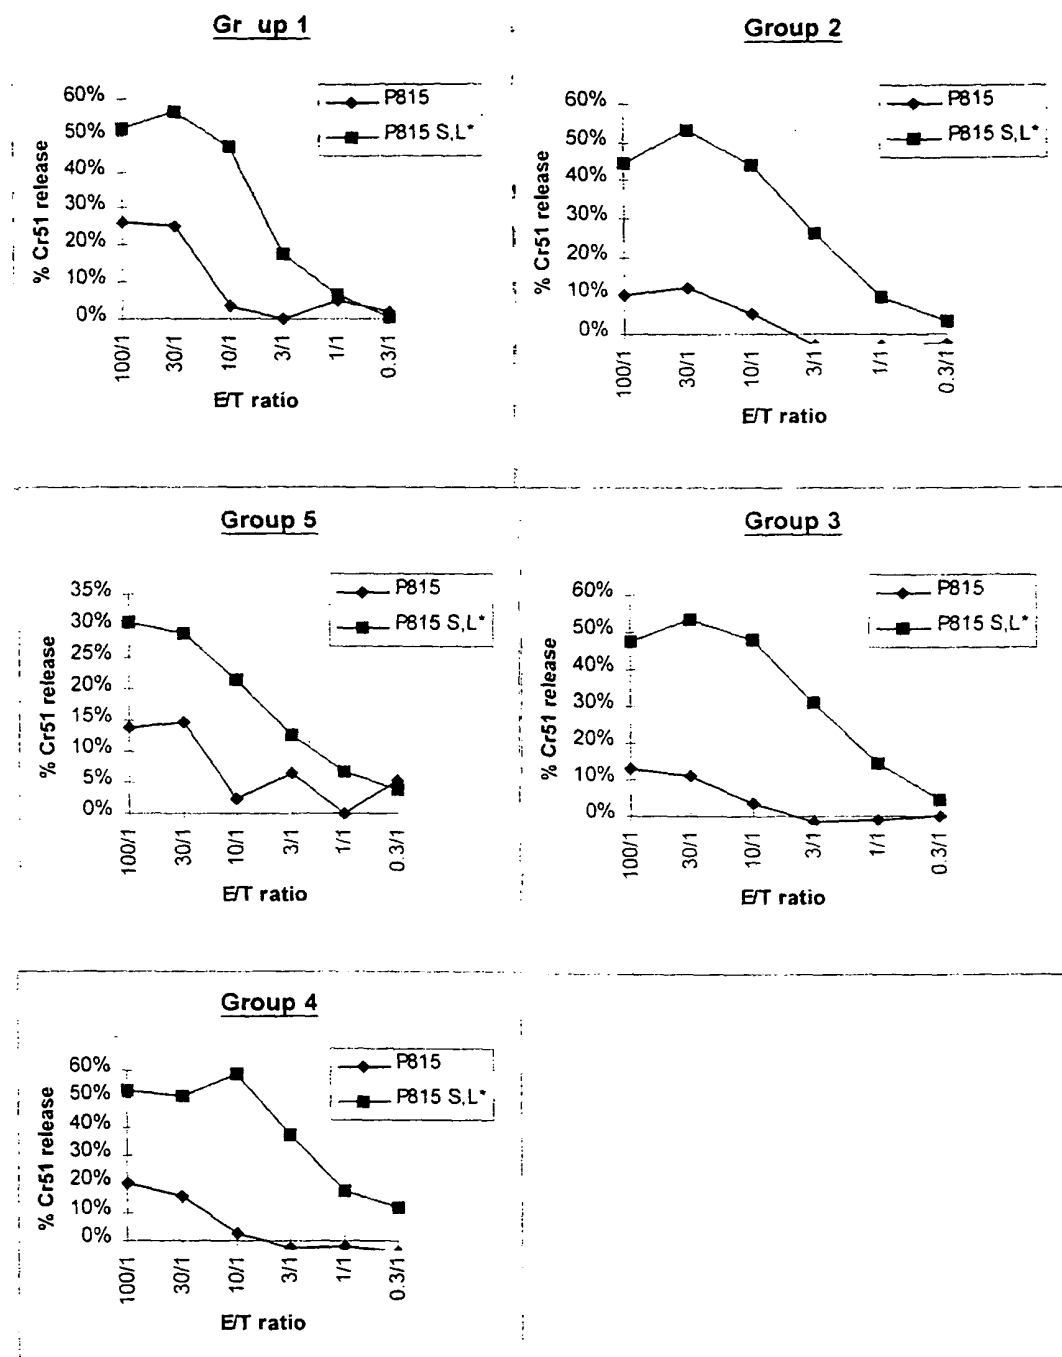 Gr up 1
P815
P815 S,L*
60%
50%
40%
30%
20%
10%
0%
% Cr51 release
100/1
30/1
10/1
3/1
1/1
0.3/1
E/T ratio
Group 2
P815
P815 S,L*
60%
50%
40%
30%
20%
10%
0%
% Cr51 release
100/1
30/1
10/1
3/1
1/1
0.3/1
E/T ratio
Group 5
P815
P815 S,L*
35%
30%
25%
20%
15%
10%
5%
0%
% Cr51 release
100/1
30/1
10/1
3/1
1/1
0.3/1
E/T ratio
Group 3
P815
P815 S,L*
60%
50%
40%
30%
20%
10%
0%
% Cr51 release
100/1
30/1
10/1
3/1
1/1
0.3/1
E/T ratio
Group 4
P815
P815 S,L*
60%
50%
40%
30%
20%
10%
0%
% Cr51 release
100/1
30/1
10/1
3/1
1/1
0.3/1
E/T ratio